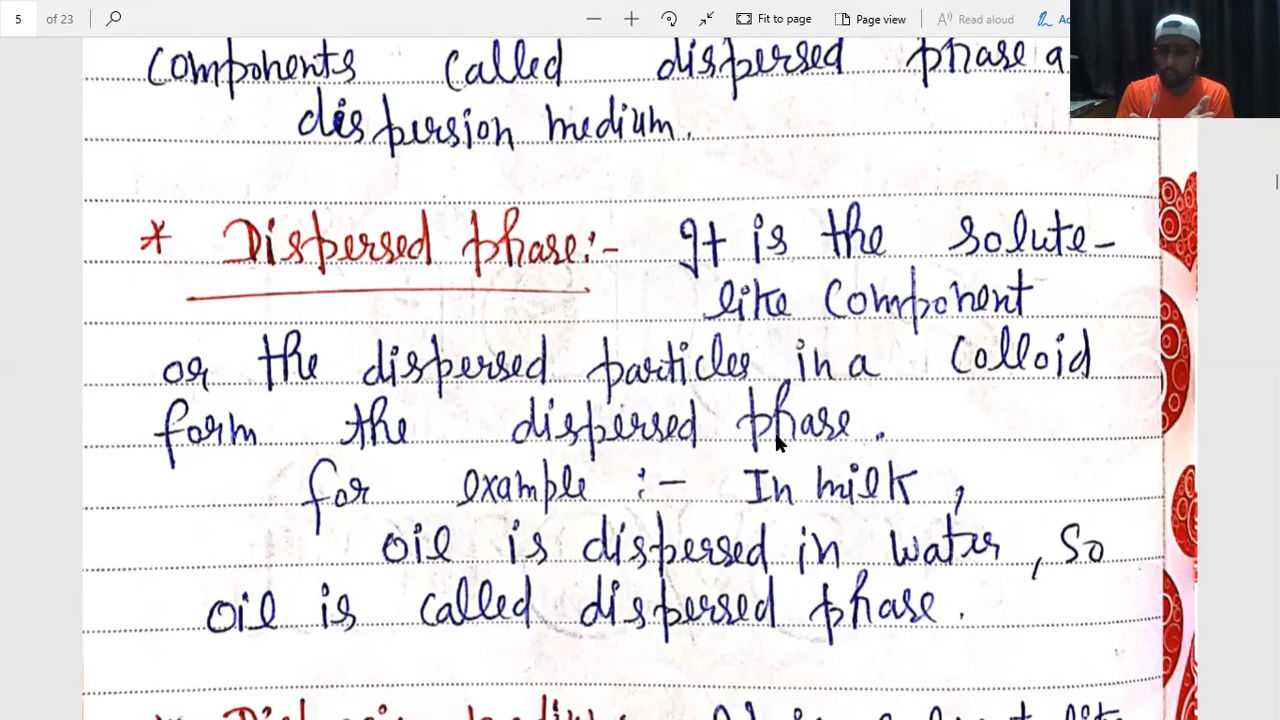 5 of 23 Fit to page Page view Read aloud
components called dispersed phase a
dispersion medium.
* Dispersed phase:- It is the solute-
like component
or the dispersed particles in a colloid
form the dispersed phase.
for example :- In milk,
oil is dispersed in water, so
oil is called dispersed phase.